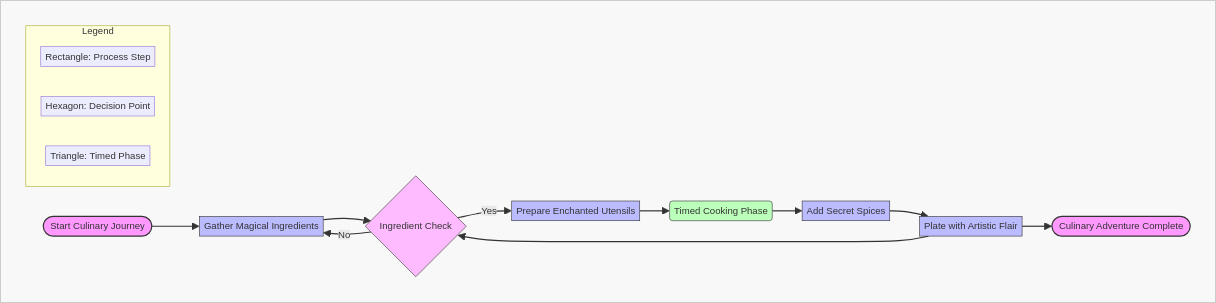 Legend
Rectangle: Process Step
Hexagon: Decision Point
Triangle: Timed Phase
Start Culinary Journey
Gather Magical Ingredients
No
Ingredient Check
Yes
Prepare Enchanted Utensils
Timed Cooking Phase
Add Secret Spices
Plate with Artistic Flair
Culinary Adventure Complete